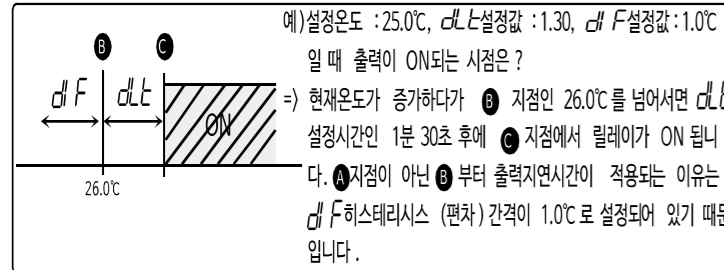 예)설정온도 : 25.0℃, dLt설정값 : 1.30, diF설정값 : 1.0℃
일 때 출력이 ON되는 시점은 ?
=> 현재온도가 증가하다가 B 지점인 26.0℃를 넘어서면 dLt
설정시간인 1분 30초 후에 C 지점에서 릴레이가 ON 됩니
다. A지점이 아닌 B 부터 출력지연시간이 적용되는 이유는
diF히스테리시스 (편차) 간격이 1.0℃로 설정되어 있기 때문
입니다.
B C
diF dLt ON
26.0℃